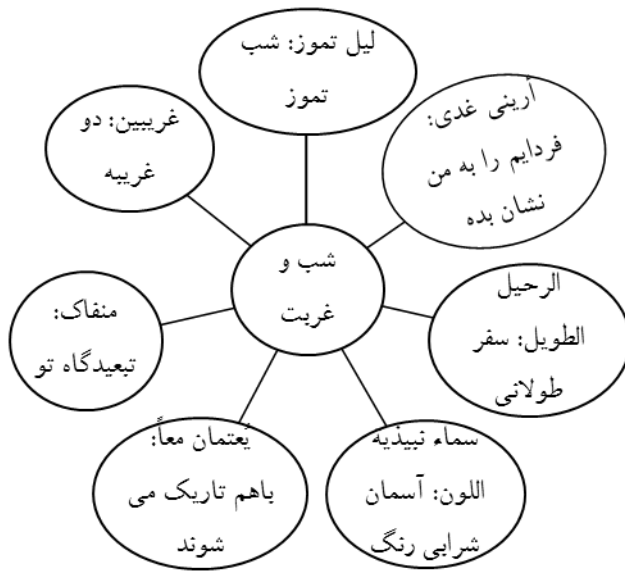 لیل تموز: شب
تموز
أرینی غدی:
فردایم را به من
نشان بده
الرحیل
الطویل: سفر
طولانی
سماء نبیذیه
اللون: آسمان
شرابی رنگ
یُعتمان معاً:
باهم تاریک می
شوند
منفاک:
تبعیدگاه تو
غریبین: دو
غریبه
شب و
غربت